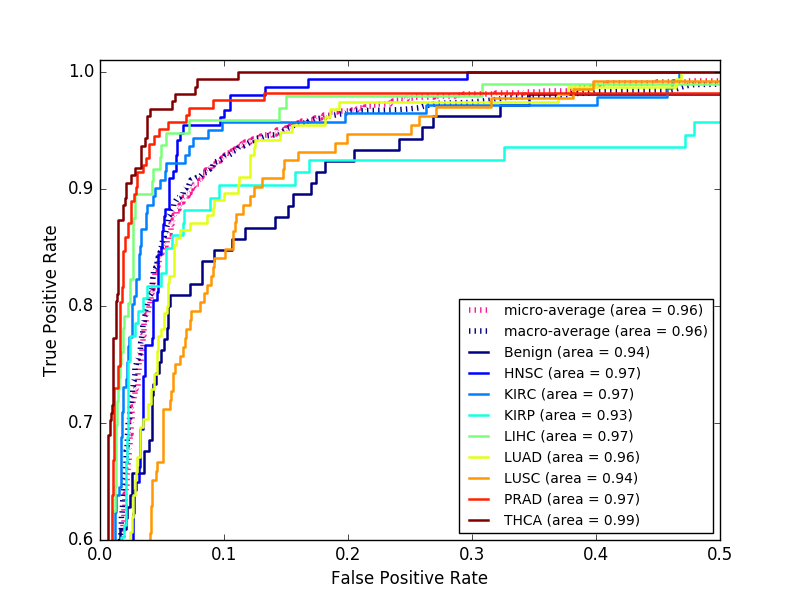 1.0
0.9
0.8
0.7
0.6
0.0
0.1
0.2
0.3
0.4
0.5
True Positive Rate
False Positive Rate
micro-average (area = 0.96)
macro-average (area = 0.96)
Benign (area = 0.94)
HNSC (area = 0.97)
KIRC (area = 0.97)
KIRP (area = 0.93)
LIHC (area = 0.97)
LUAD (area = 0.96)
LUSC (area = 0.94)
PRAD (area = 0.97)
THCA (area = 0.99)